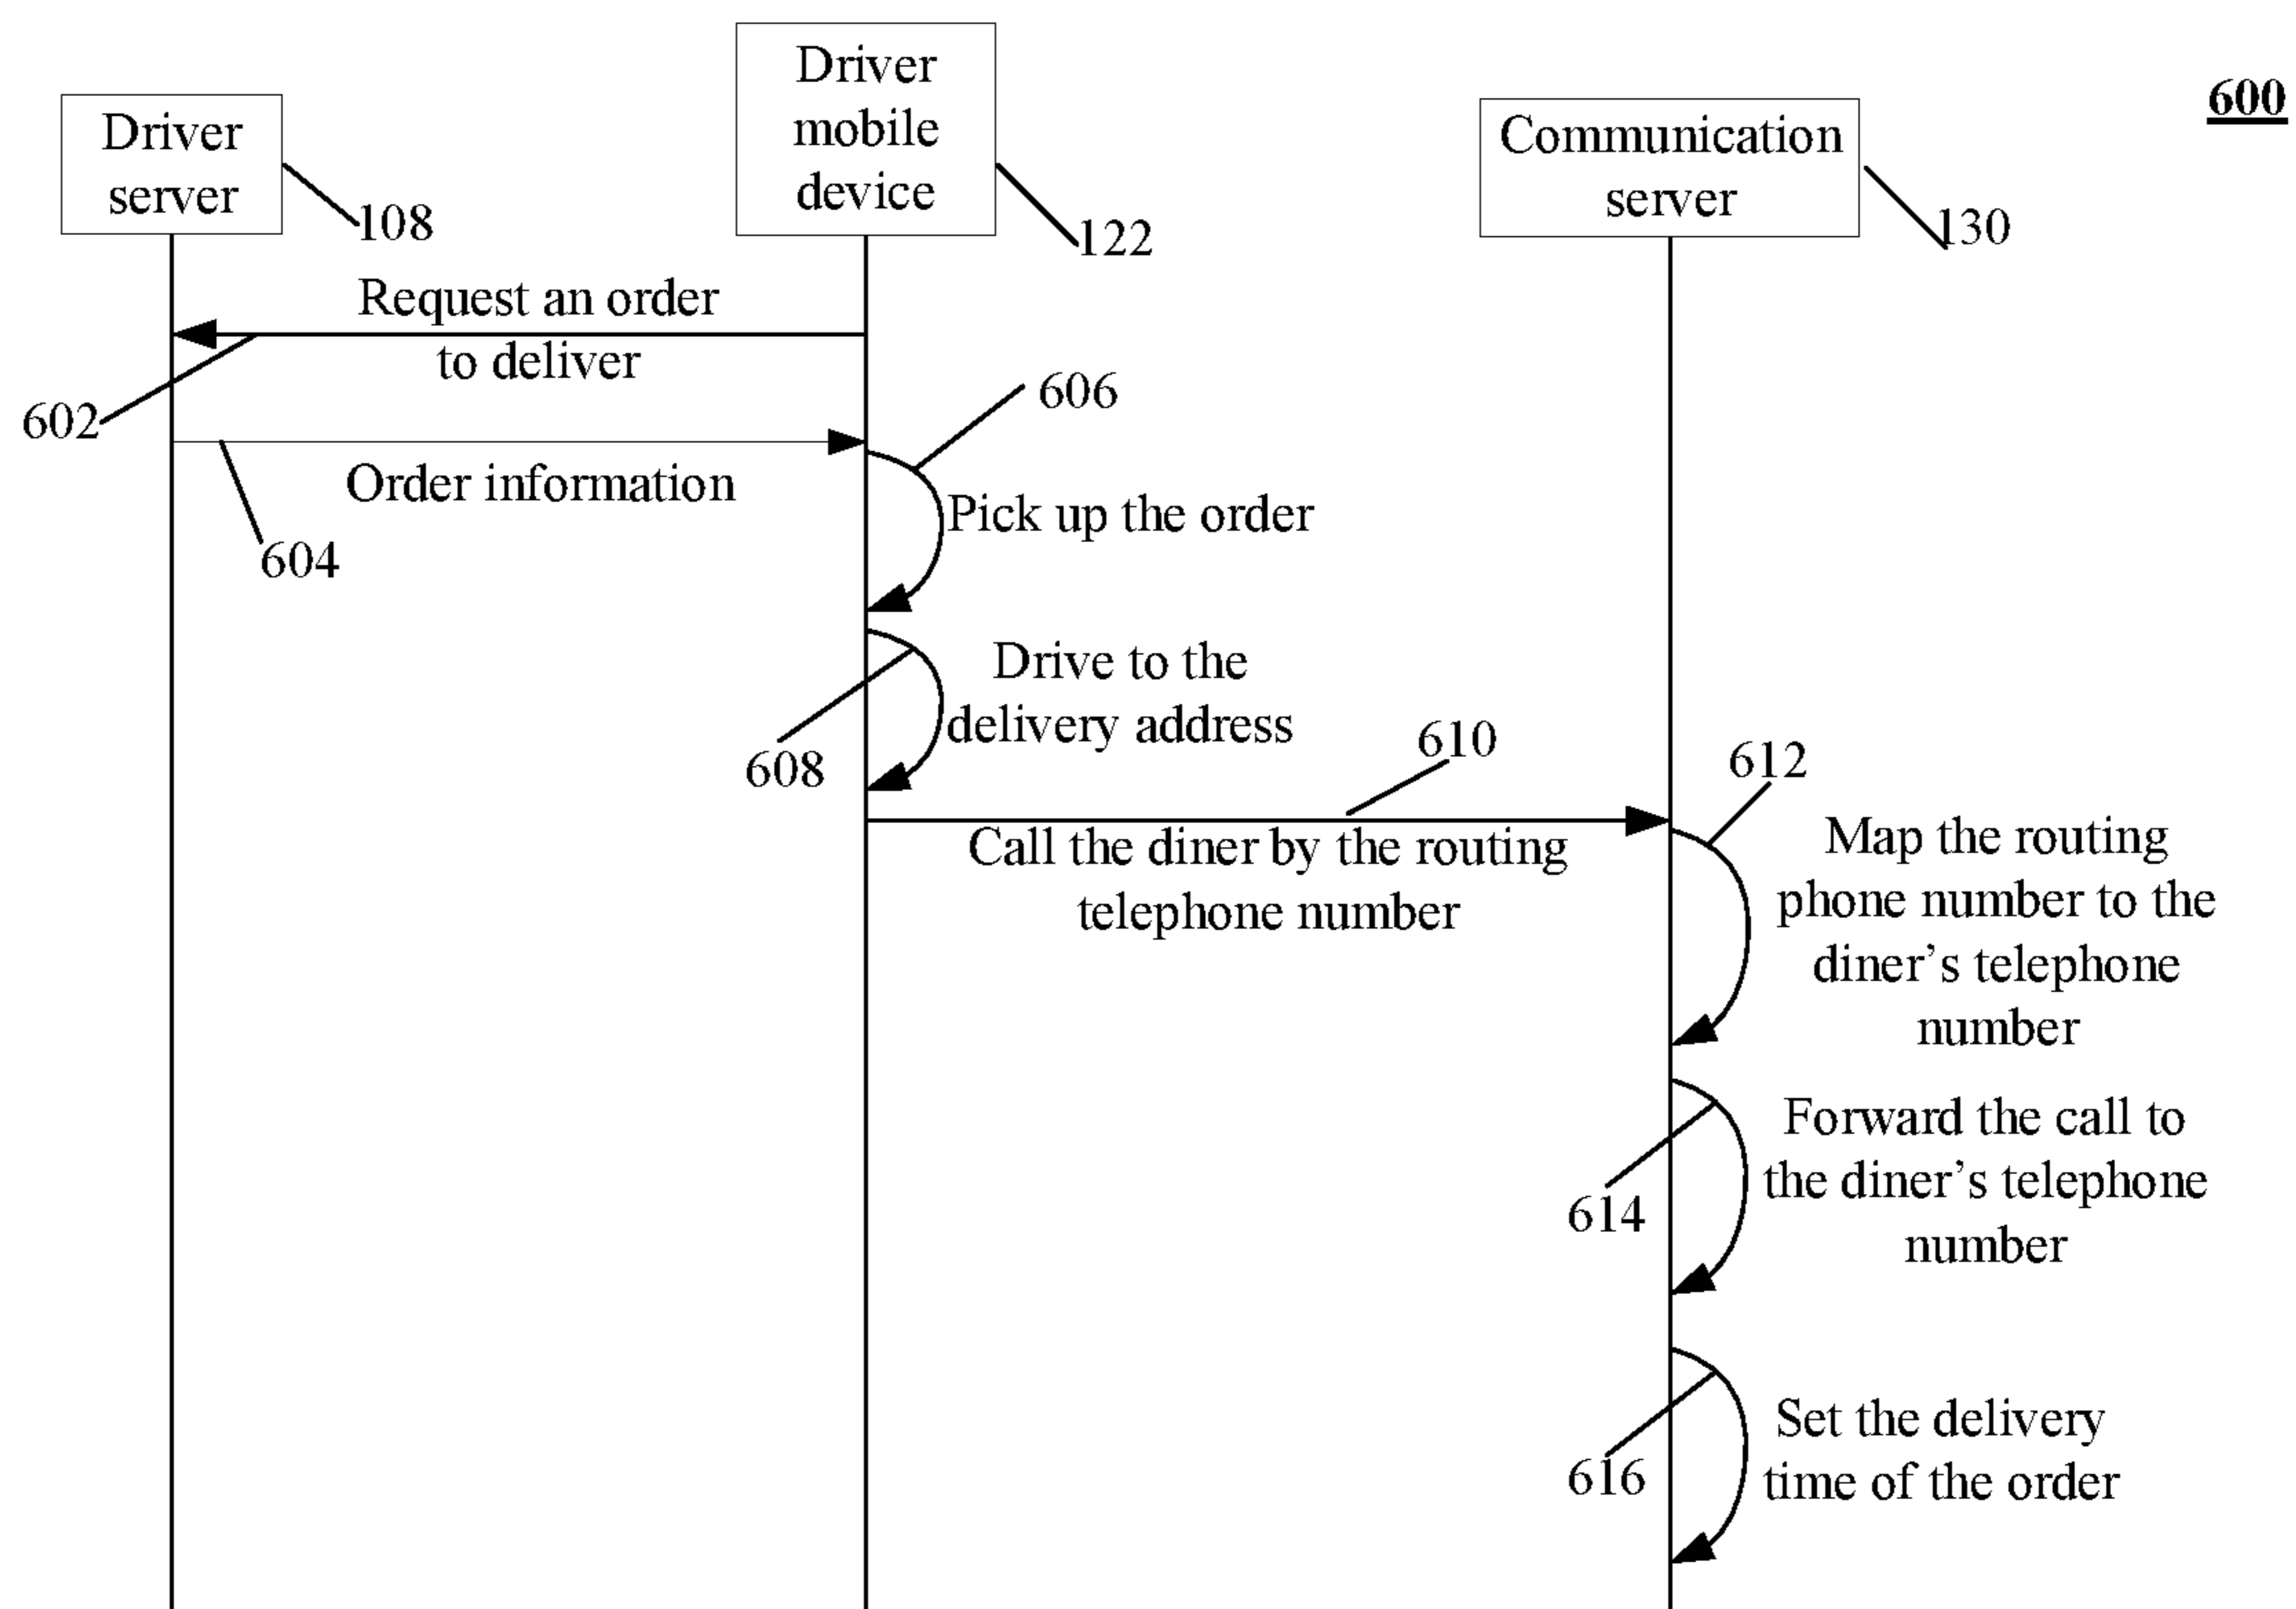 600
Driver
server
108
Driver
mobile
device
122
Communication
server
130
Request an order
to deliver
602
Order information
604
606
Pick up the order
Drive to the
delivery address
608
610
Call the diner by the routing
telephone number
612
Map the routing
phone number to the
diner’s telephone
number
Forward the call to
the diner’s telephone
number
614
Set the delivery
time of the order
616